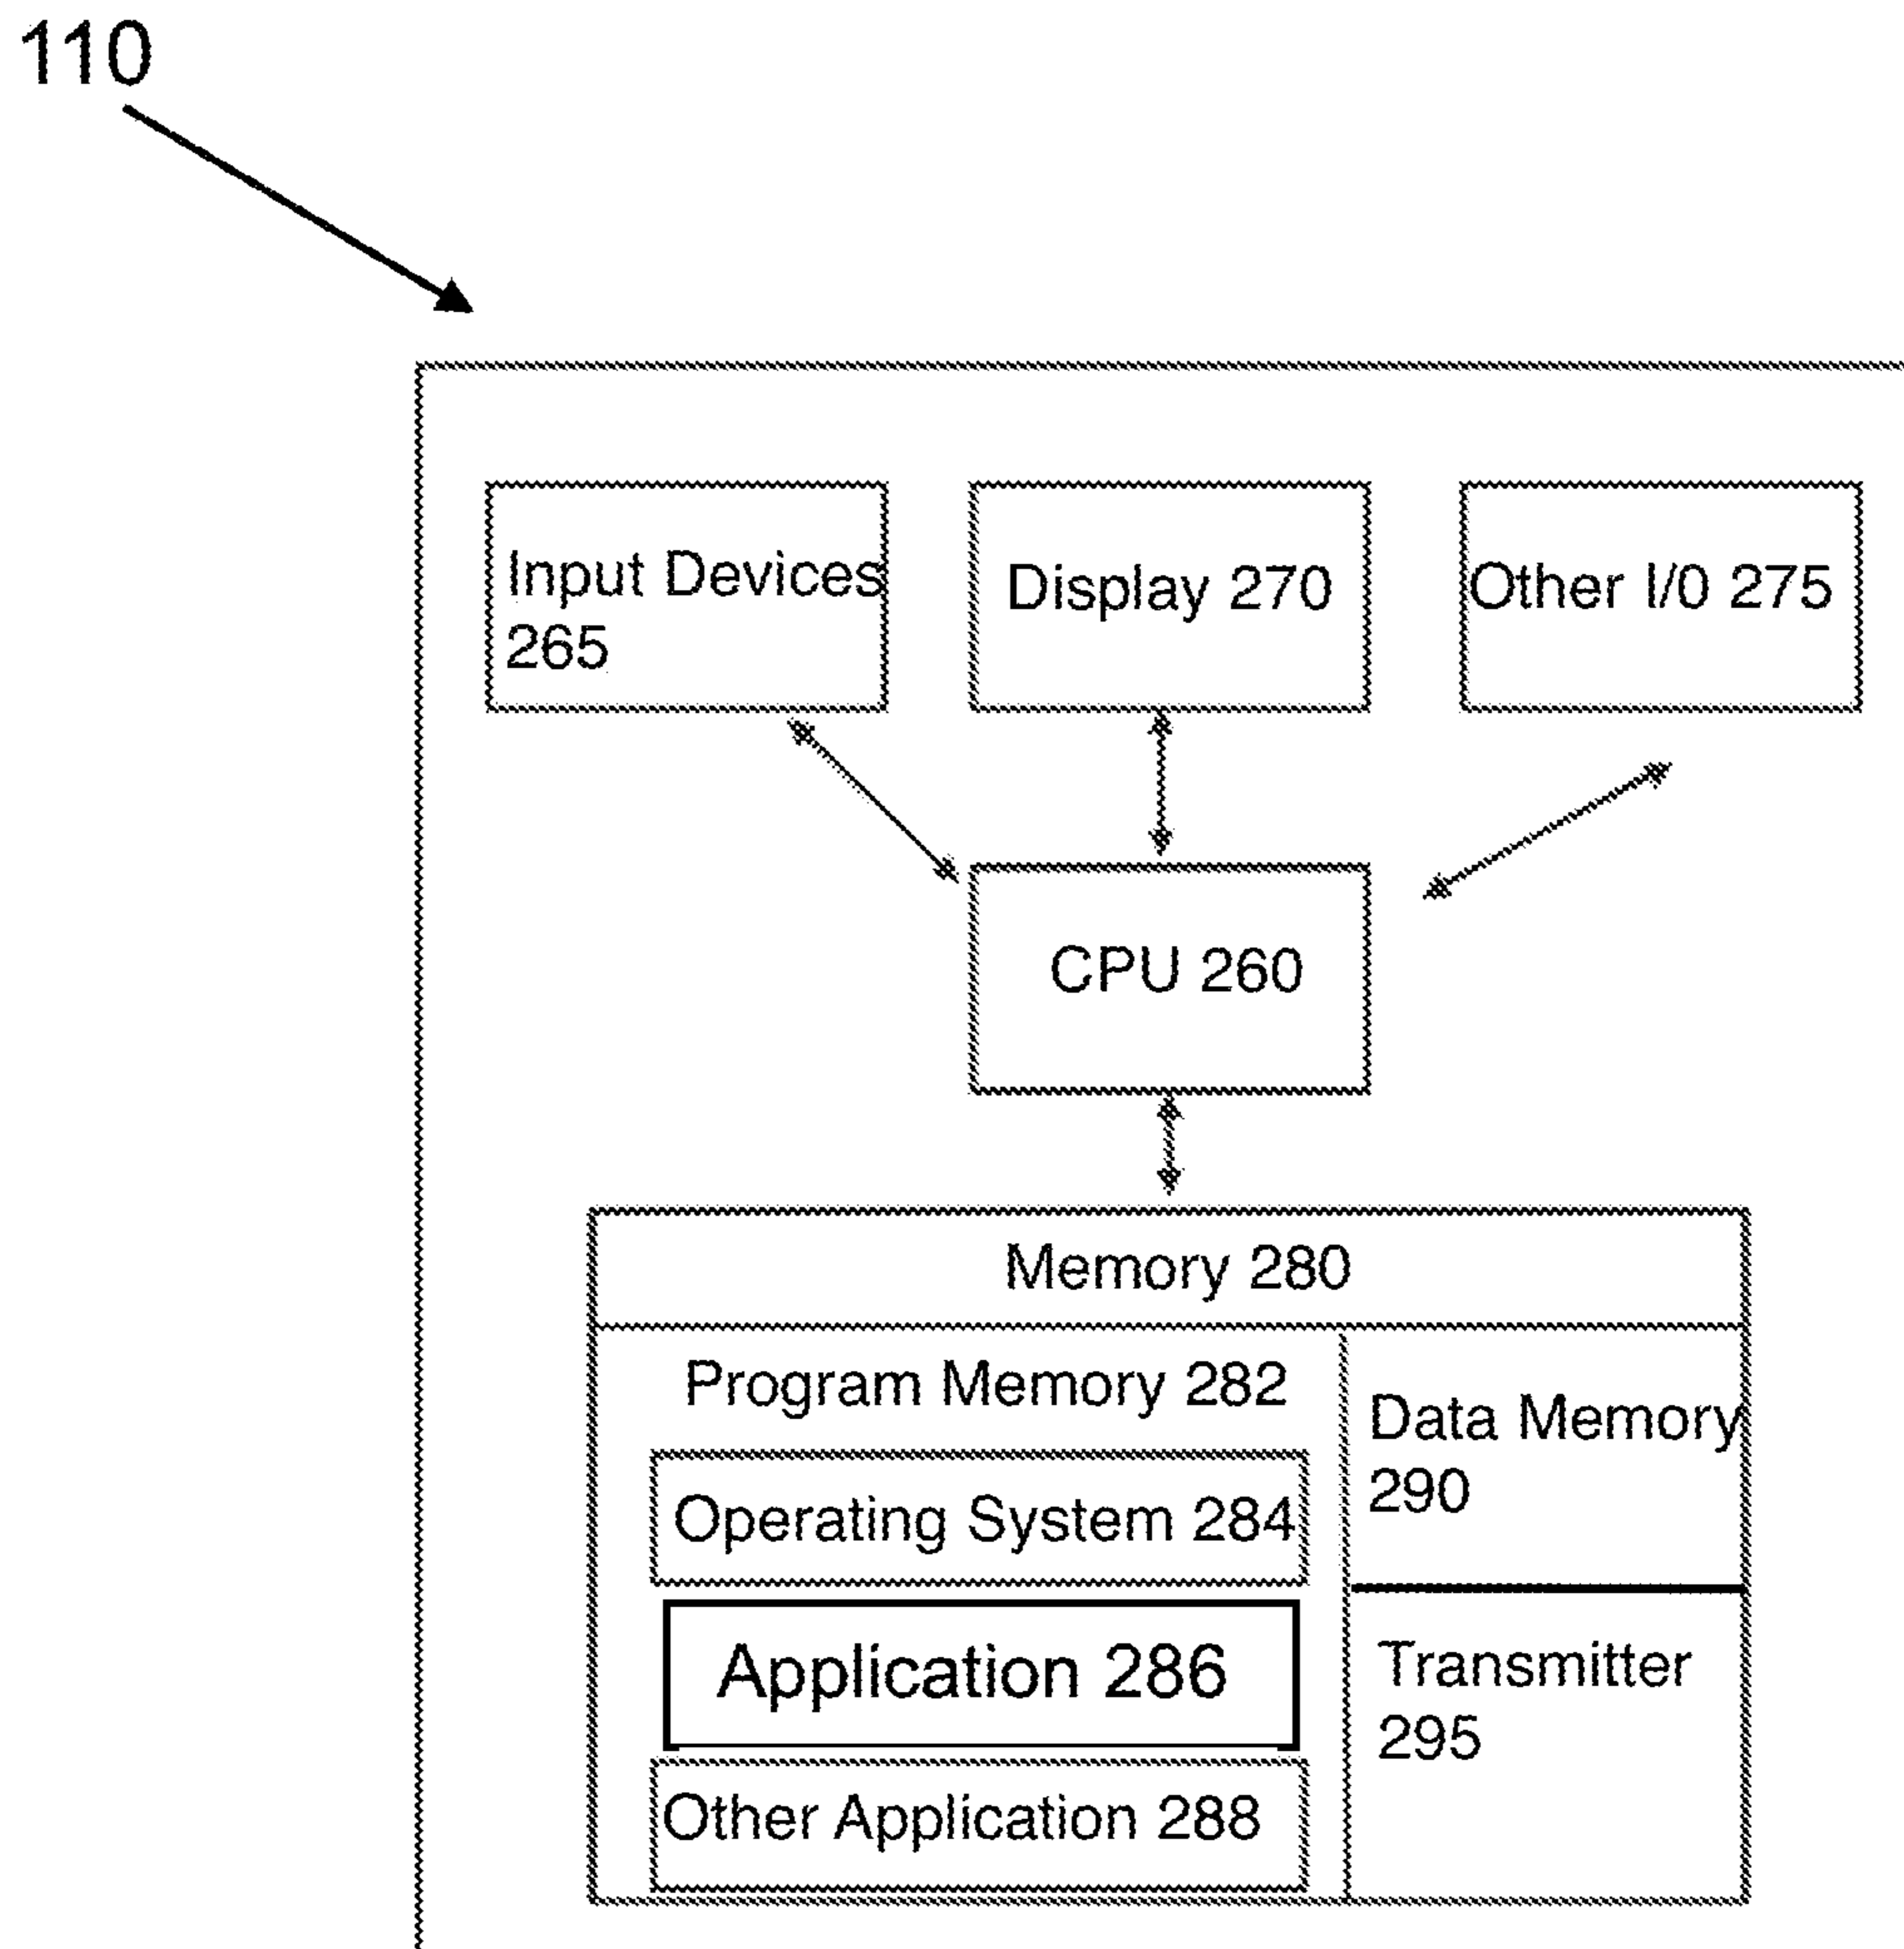 110
Input Devices
265
Display 270
Other I/0 275
CPU 260
Memory 280
Program Memory 282
Operating System 284
Application 286
Other Application 288
Data Memory
290
Transmitter
295